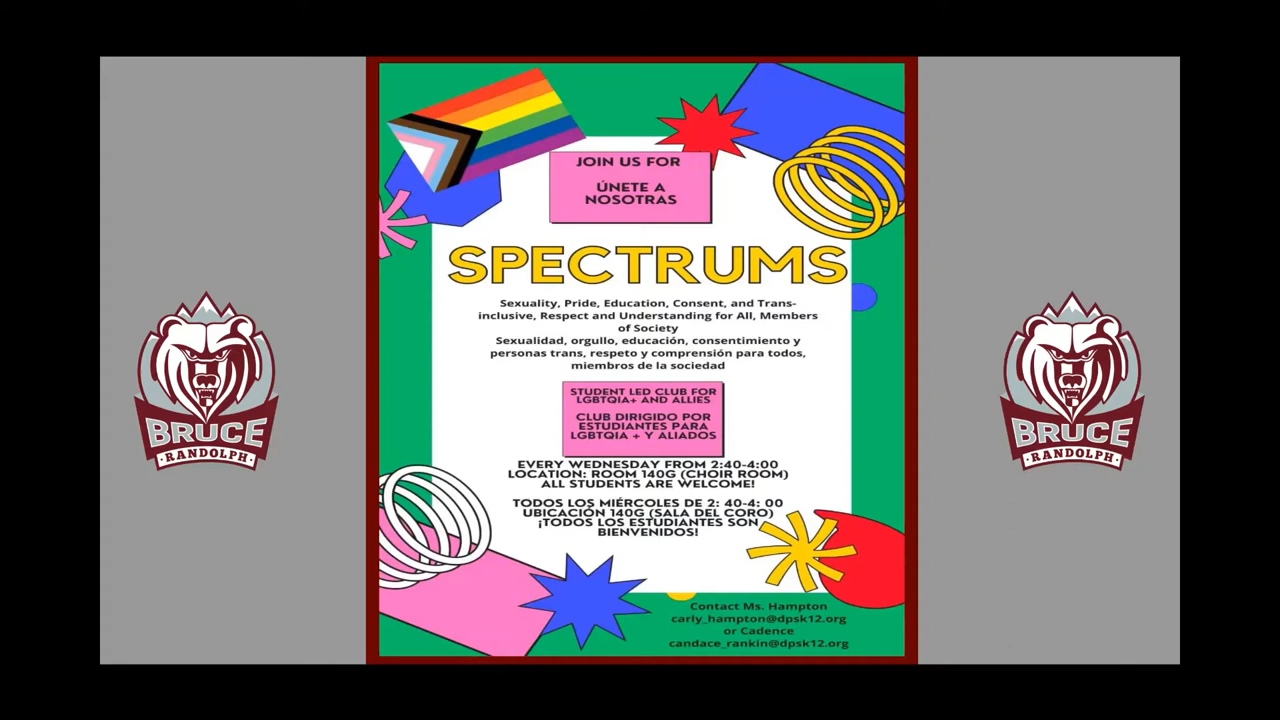 JOIN US FOR
ÚNETE A
NOSOTRAS
SPECTRUMS
Sexuality, Pride, Education, Consent, and Trans-
inclusive, Respect and Understanding for All, Members
of Society
Sexualidad, orgullo, educación, consentimiento y
personas trans, respeto y comprensión para todos,
miembros de la sociedad
STUDENT LED CLUB FOR
LGBTQIA+ AND ALLIES
CLUB DIRIGIDO POR
ESTUDIANTES PARA
LGBTQIA + Y ALIADOS
EVERY WEDNESDAY FROM 2:40-4:00
LOCATION: ROOM 140G (CHOIR ROOM)
ALL STUDENTS ARE WELCOME!
TODOS LOS MIÉRCOLES DE 2: 40-4: 00
UBICACIÓN 140G (SALA DEL CORO)
¡TODOS LOS ESTUDIANTES SON
BIENVENIDOS!
Contact Ms. Hampton
carly_hampton@dpsk12.org
or Cadence
candace_rankin@dpsk12.org
BRUCE
RANDOLPH
BRUCE
RANDOLPH